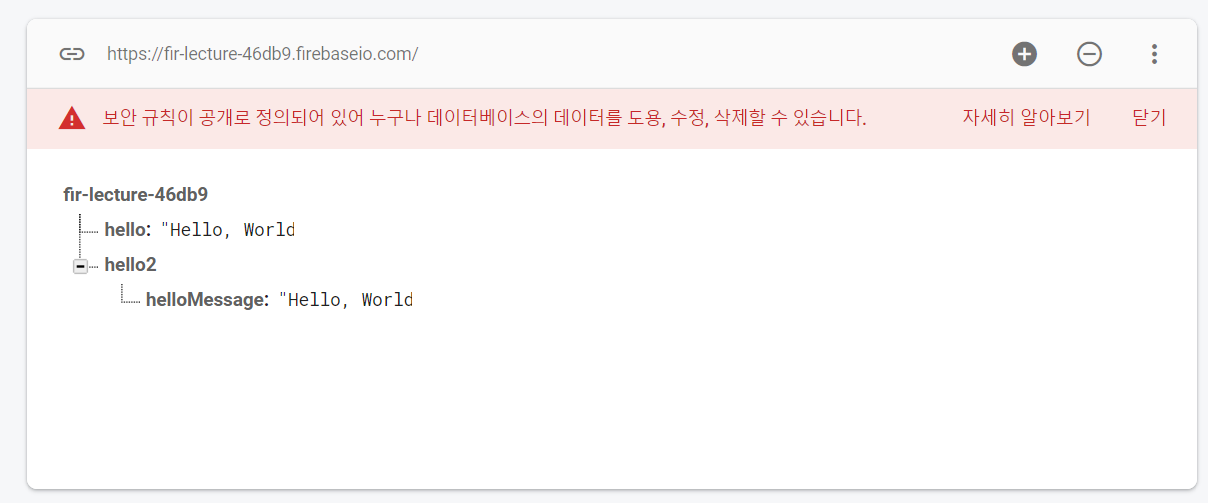 https://fir-lecture-46db9.firebaseio.com/
보안 규칙이 공개로 정의되어 있어 누구나 데이터베이스의 데이터를 도용, 수정, 삭제할 수 있습니다. 자세히 알아보기 닫기
fir-lecture-46db9
hello: "Hello, World
hello2
helloMessage: "Hello, World